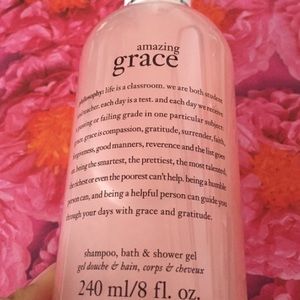 amazing
grace
philosophy: life is a classroom. we are both student
and teacher. each day is a test. and each day we receive
a passing or failing grade in one particular subject:
grace. grace is compassion, gratitude, surrender, faith,
forgiveness, good manners, reverence and the list goes
on. being the smartest, the prettiest, the most talented,
the richest or even the poorest can't help. being a humble
person can, and being a helpful person can guide you
through your days with grace and gratitude.
shampoo, bath & shower gel
gel douche & bain, corps & cheveux
240 ml/8 fl. oz.